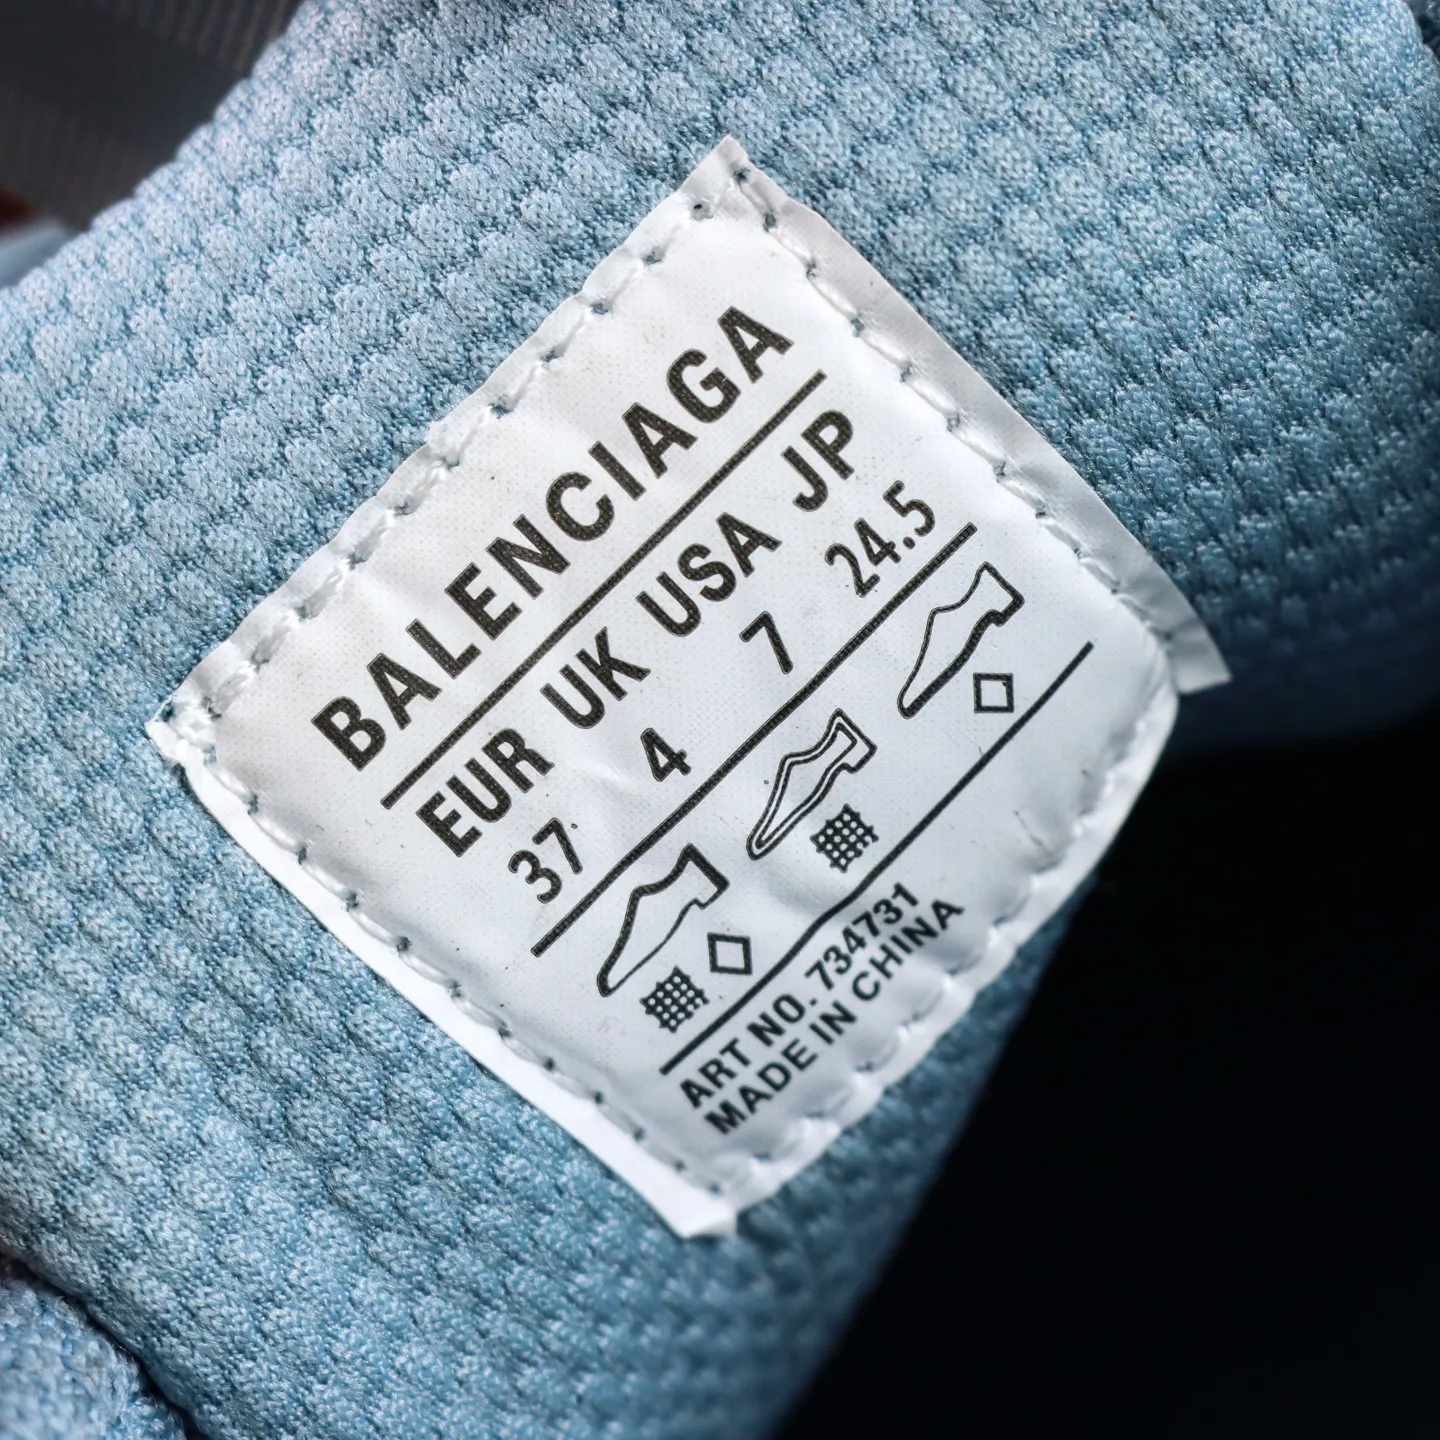 BALENCIAGA
EUR UK USA JP
37 4 7 24.5
ART NO. 734731
MADE IN CHINA